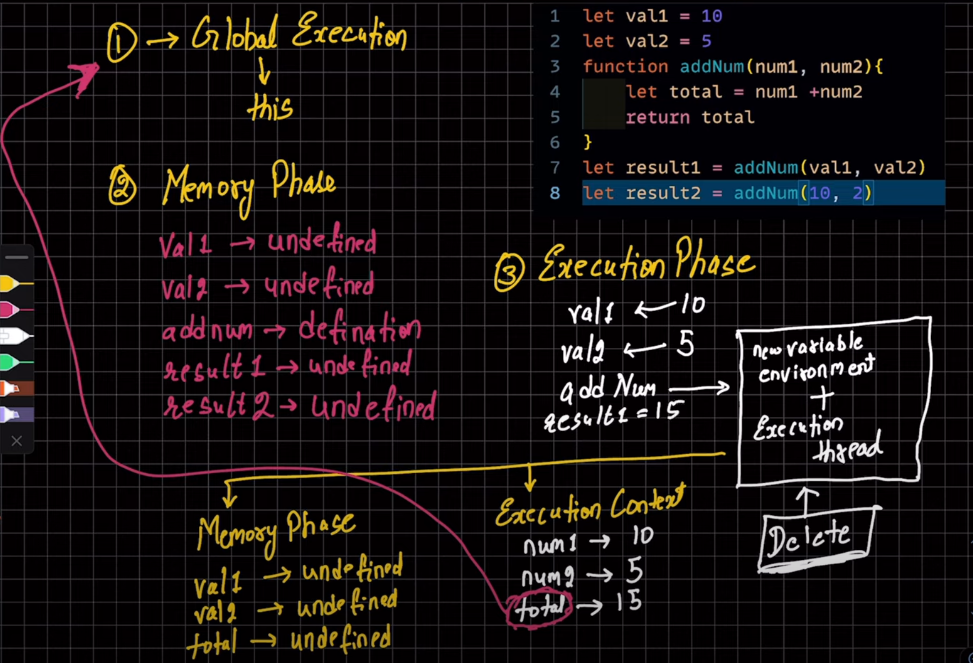 ① → Global Execution
↓
this
② Memory Phase
Val1 → undefined
val2 → undefined
addnum → defination
result1 → undefined
result2 → undefined
1 let val1 = 10
2 let val2 = 5
3 function addNum(num1, num2){
4 let total = num1 +num2
5 return total
6 }
7 let result1 = addNum(val1, val2)
8 let result2 = addNum(10, 2)
③ Execution Phase
val1 ← 10
val2 ← 5
add Num →
result1 = 15
new variable
environment
+
Execution
thread
Delete
Memory Phase
val1 → undefined
val2 → undefined
total → undefined
Execution Context
num1 → 10
num2 → 5
total → 15